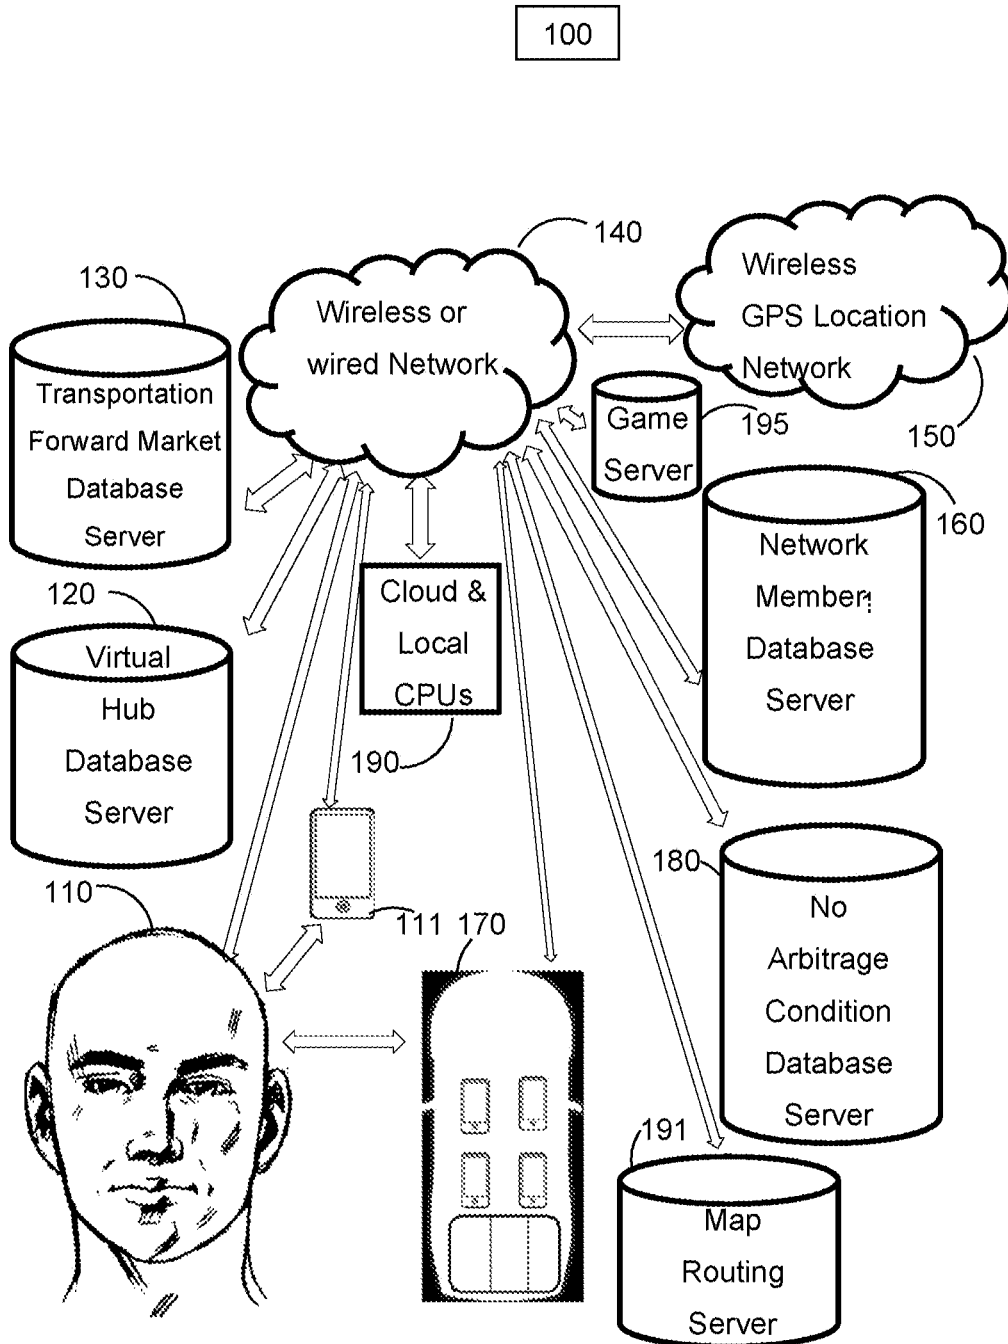 100
140
Wireless or
wired Network
Wireless
GPS Location
Network
150
130
Transportation
Forward Market
Database
Server
Game
Server
195
160
Network
Member
Database
Server
120
Virtual
Hub
Database
Server
Cloud &
Local
CPUs
190
110
111
170
180
No
Arbitrage
Condition
Database
Server
191
Map
Routing
Server